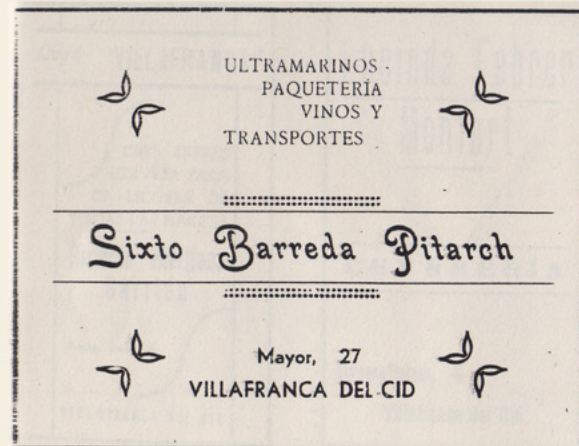 ULTRAMARINOS -
PAQUETERÍA
VINOS Y
TRANSPORTES
Sixto Barreda Pitarch
Mayor, 27
VILLAFRANCA DEL CID